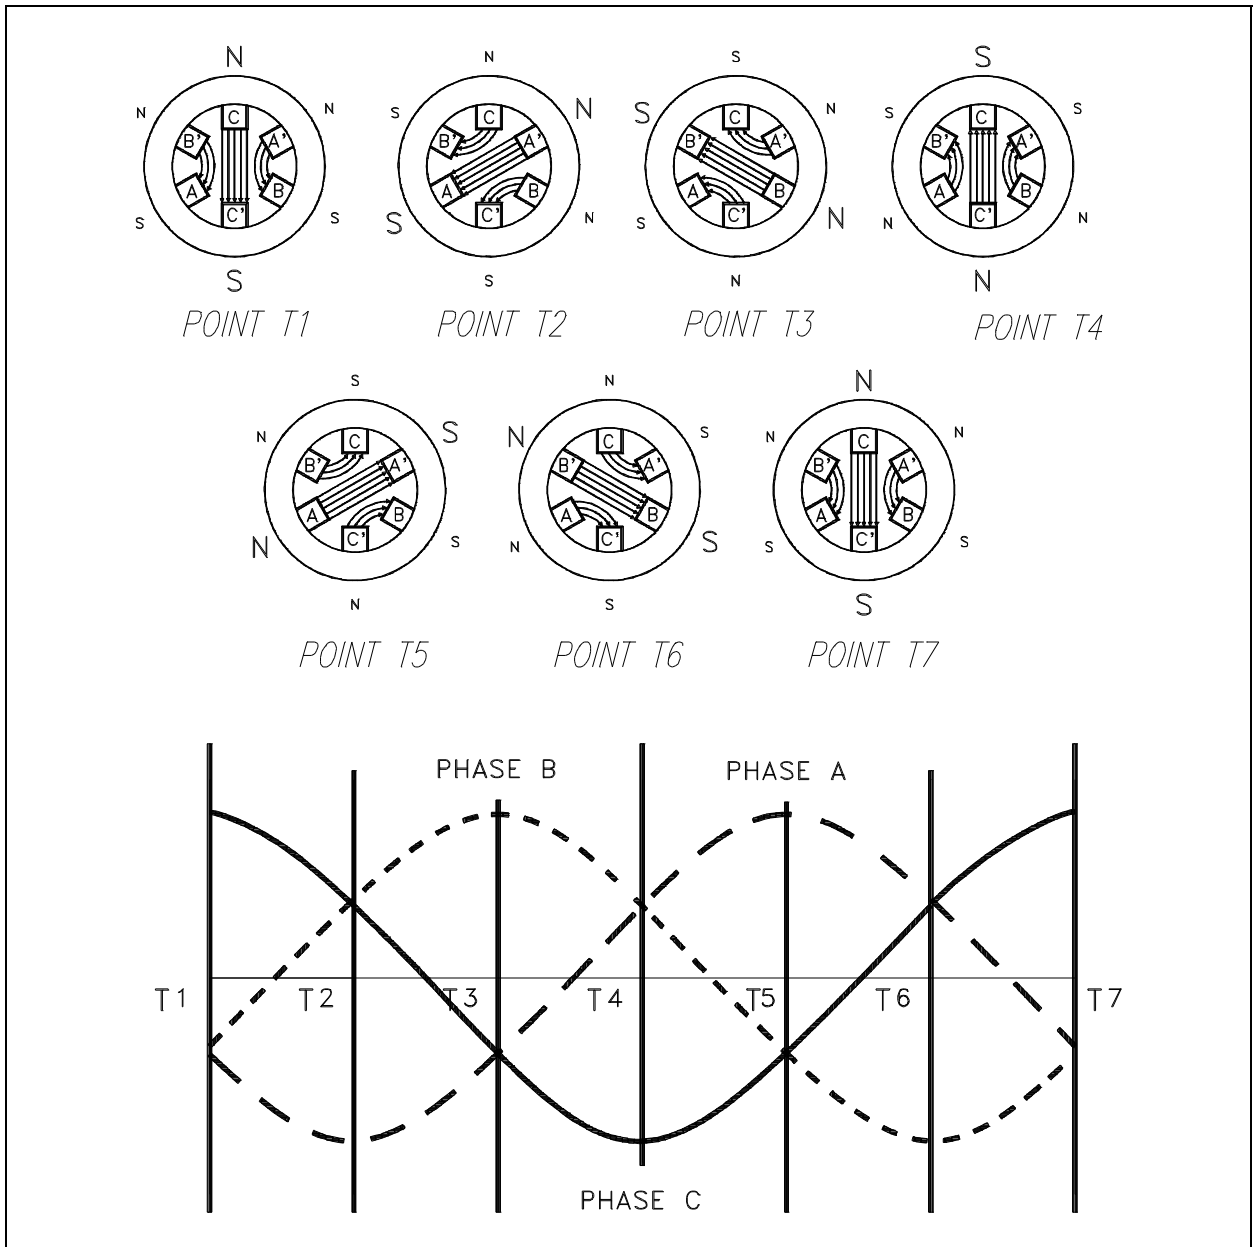 N S N S
N N
N N S N S N S S
C C C C
B' A' B' A' B' A' B' A'
A B A B A B A B
C' C' C' C'
S S S N S N N N
S N
S S N N
POINT T1 POINT T2 POINT T3 POINT T4
S N N
N S N S N N
C C C
B' A' B' A' B' A'
A B A B A B
C' C' C'
N S N S S S
N S S
POINT T5 POINT T6 POINT T7
PHASE B PHASE A
T1 T2 T3 T4 T5 T6 T7
PHASE C